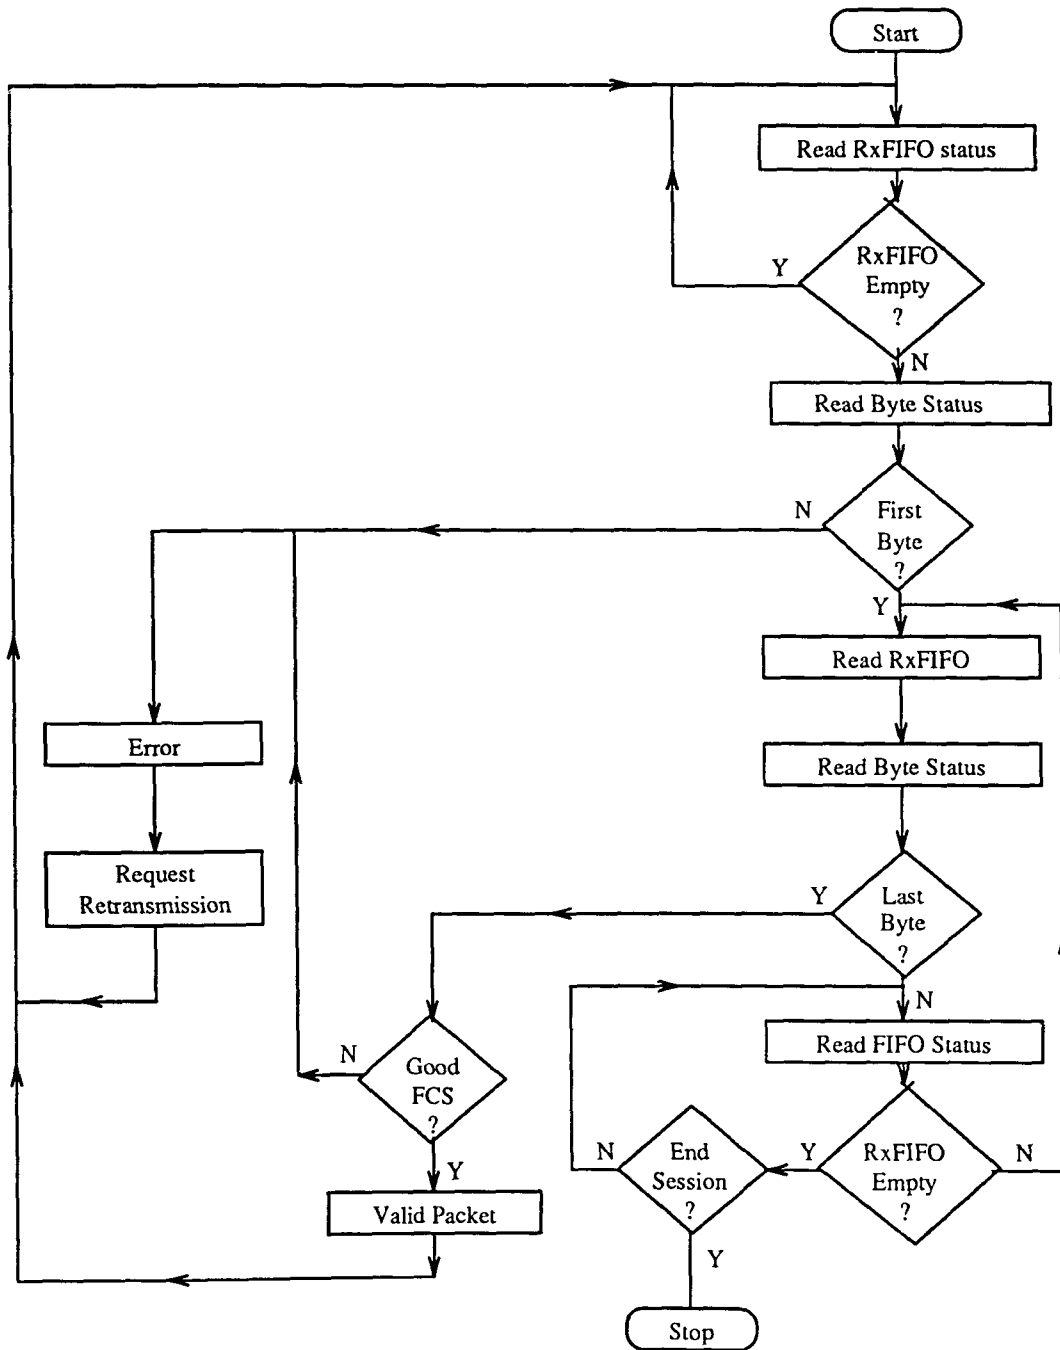 Start
Read RxFIFO status
RxFIFO
Empty
?
Y
N
Read Byte Status
First
Byte
?
N
Y
Read RxFIFO
Error
Read Byte Status
Request
Retransmission
Last
Byte
?
Y
N
Read FIFO Status
Good
FCS
?
N
Y
RxFIFO
Empty
?
Y
N
End
Session
?
N
Y
Valid Packet
Stop